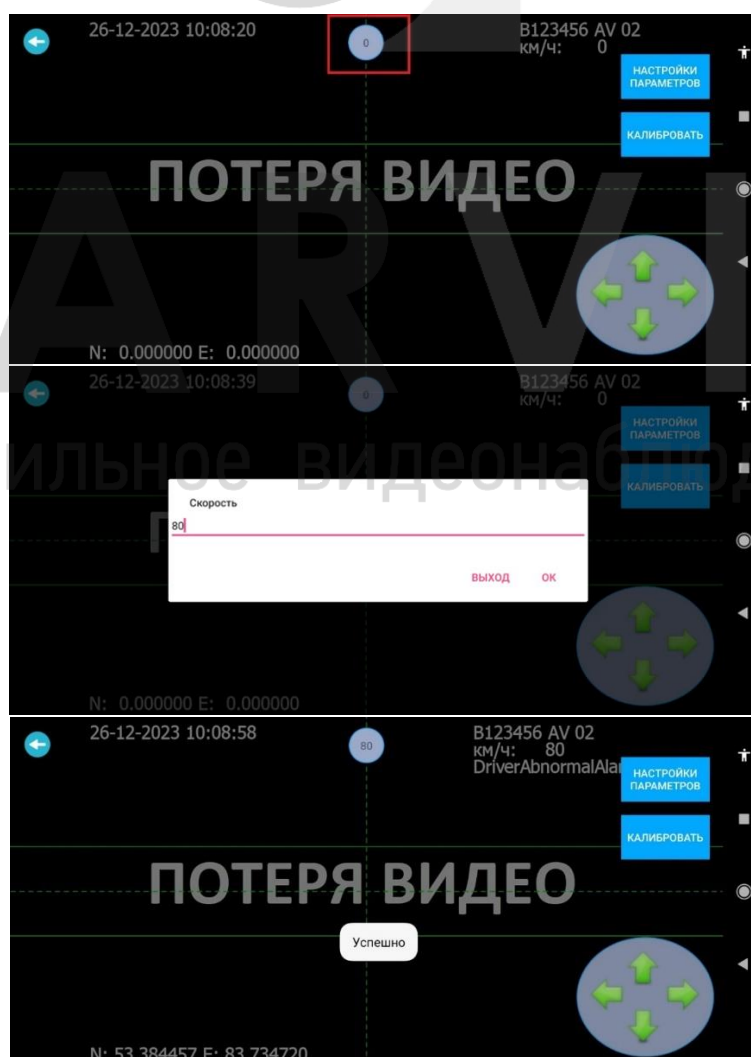 26-12-2023 10:08:20
0
B123456 AV 02
км/ч: 0
НАСТРОЙКИ
ПАРАМЕТРОВ
КАЛИБРОВАТЬ
ПОТЕРЯ ВИДЕО
N: 0.000000 E: 0.000000
26-12-2023 10:08:39
0
B123456 AV 02
км/ч: 0
НАСТРОЙКИ
ПАРАМЕТРОВ
КАЛИБРОВАТЬ
Скорость
80
ВЫХОД ОК
N: 0.000000 E: 0.000000
26-12-2023 10:08:58
80
B123456 AV 02
км/ч: 80
DriverAbnormalAla
НАСТРОЙКИ
ПАРАМЕТРОВ
КАЛИБРОВАТЬ
ПОТЕРЯ ВИДЕО
Успешно
N: 53.384457 E: 83.734720
ARVI
ильное видеонаблюд